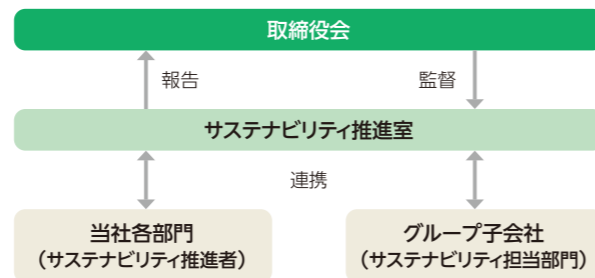 取締役会
報告
監督
サステナビリティ推進室
連携
当社各部門
（サステナビリティ推進者）
グループ子会社
（サステナビリティ担当部門）